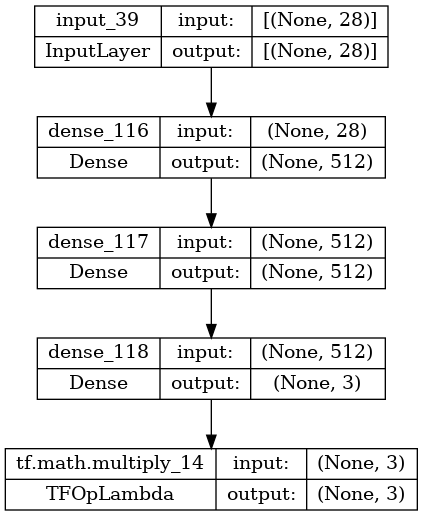 input_39 input: [(None, 28)]
InputLayer output: [(None, 28)]
dense_116 input: (None, 28)
Dense output: (None, 512)
dense_117 input: (None, 512)
Dense output: (None, 512)
dense_118 input: (None, 512)
Dense output: (None, 3)
tf.math.multiply_14 input: (None, 3)
TFOpLambda output: (None, 3)